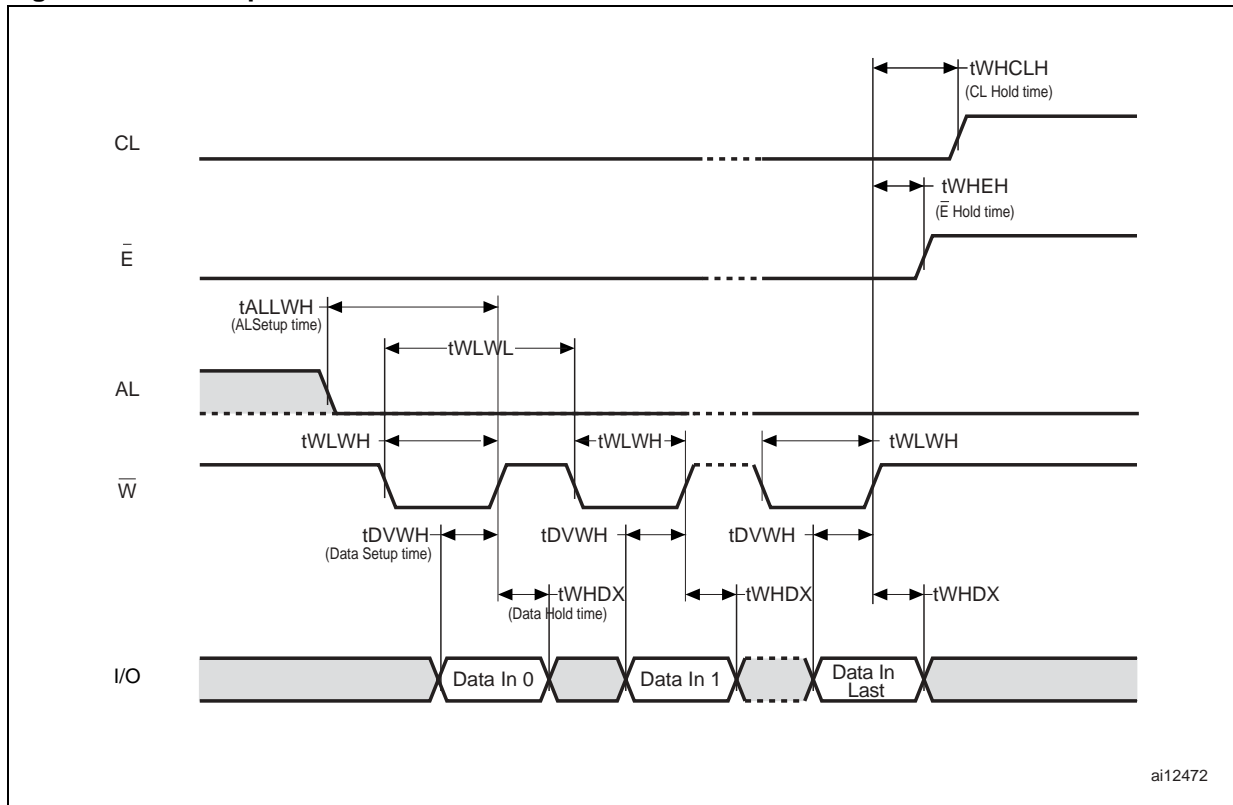 tWHCLH
(CL Hold time)
CL
tWHEH
(E̅ Hold time)
E̅
tALLWH
(ALSetup time)
tWLWL
AL
tWLWH
tWLWH
tWLWH
W̅
tDVWH
(Data Setup time)
tDVWH
tDVWH
tWHDX
(Data Hold time)
tWHDX
tWHDX
I/O
Data In 0
Data In 1
Data In
Last
ai12472